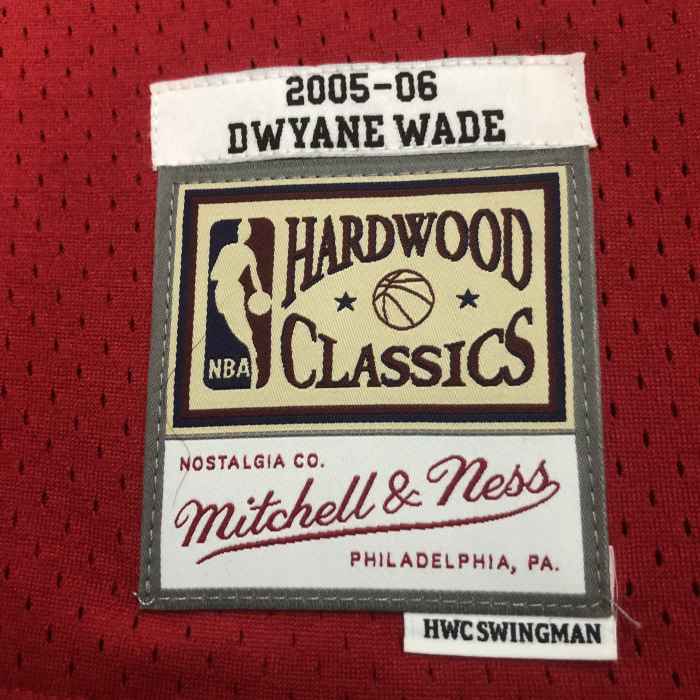 2005-06
DWYANE WADE
HARDWOOD
NBA
CLASSICS
NOSTALGIA CO.
Mitchell & Ness
PHILADELPHIA, PA.
HWC SWINGMAN